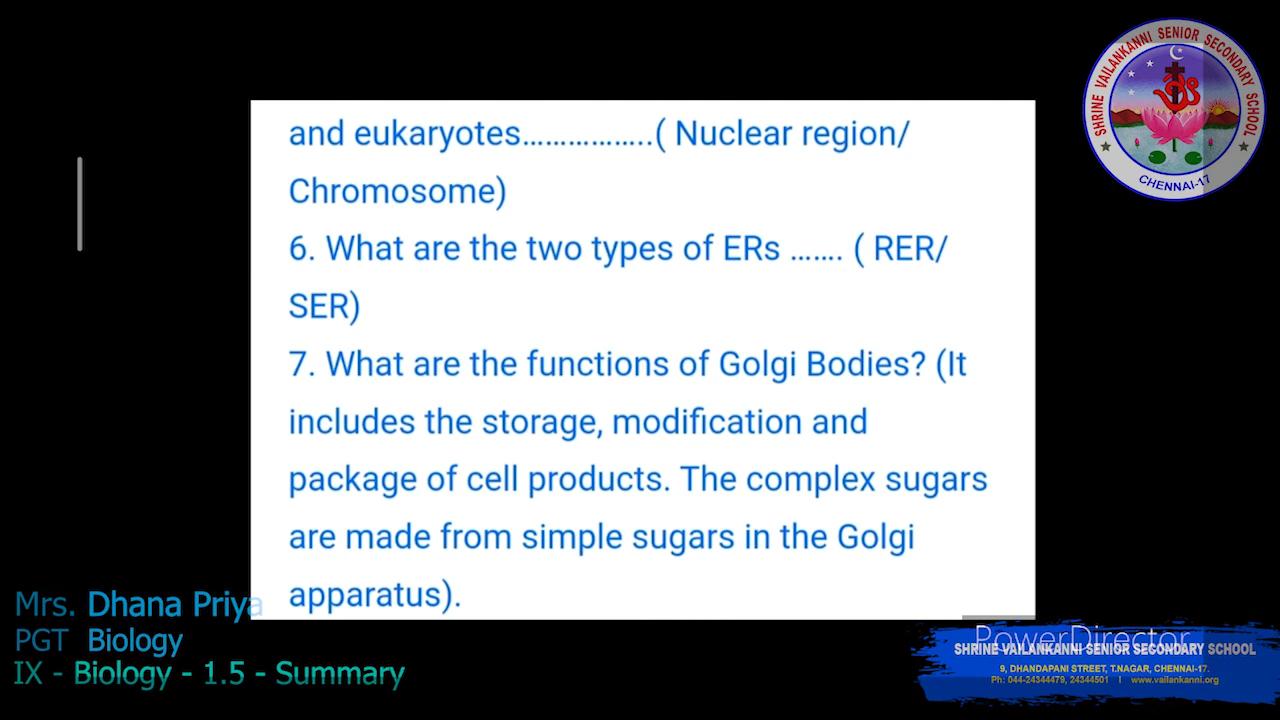 and eukaryotes……………..( Nuclear region/
Chromosome)
6. What are the two types of ERs ……. ( RER/
SER)
7. What are the functions of Golgi Bodies? (It
includes the storage, modification and
package of cell products. The complex sugars
are made from simple sugars in the Golgi
apparatus).
SHRINE VAILANKANNI SENIOR SECONDARY SCHOOL
CHENNAI-17
Mrs. Dhana Priya
PGT Biology
IX - Biology - 1.5 - Summary
PowerDirector
SHRINE VAILANKANNI SENIOR SECONDARY SCHOOL
9, DHANDAPANI STREET, T.NAGAR, CHENNAI-17.
Ph: 044-24344479, 24344501 I www.vailankanni.org